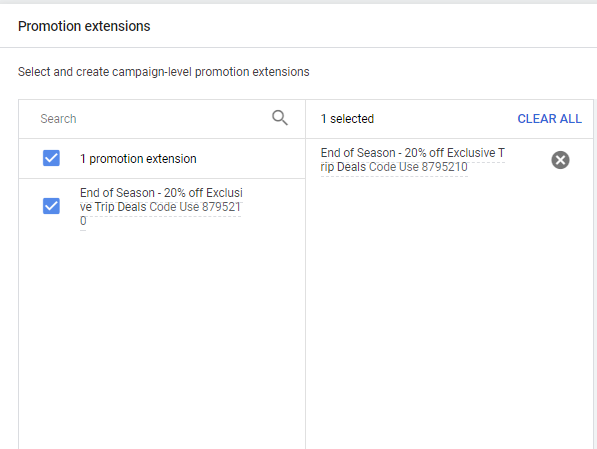 Promotion extensions
Select and create campaign-level promotion extensions
Search
1 selected
CLEAR ALL
1 promotion extension
End of Season - 20% off Exclusi
ve Trip Deals Code Use 879521
0
End of Season - 20% off Exclusive T
rip Deals Code Use 8795210